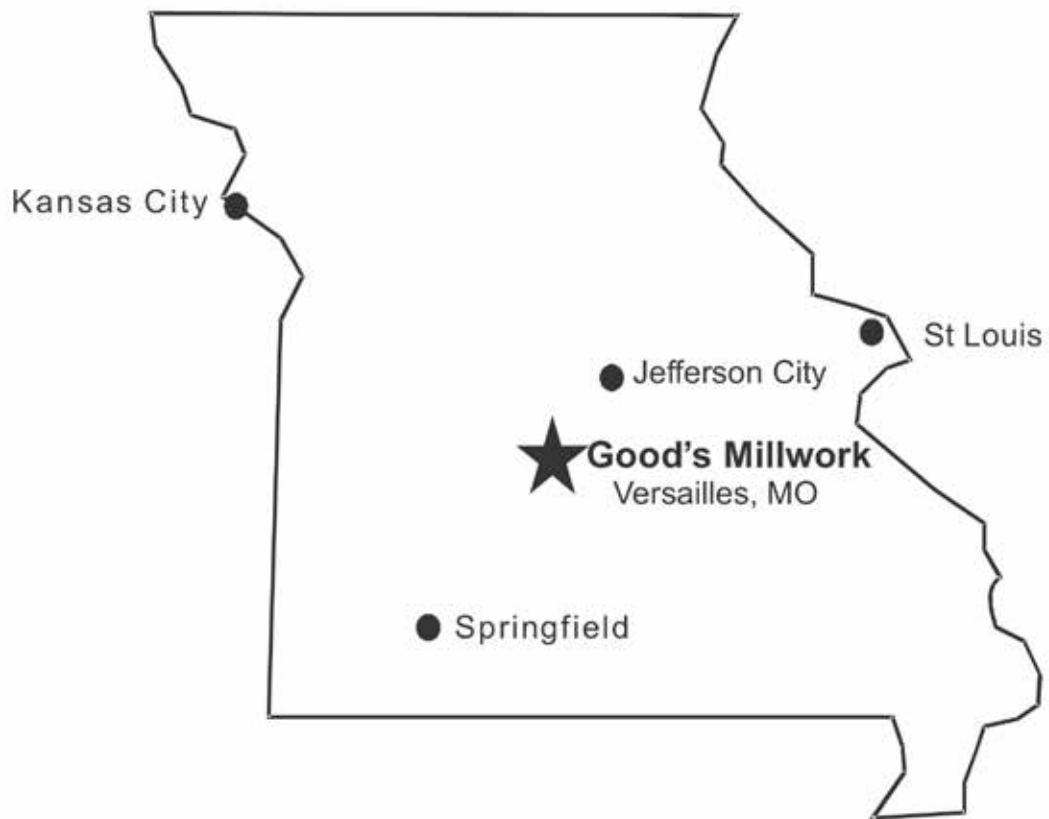 Kansas City
St Louis
Jefferson City
Good's Millwork
Versailles, MO
Springfield